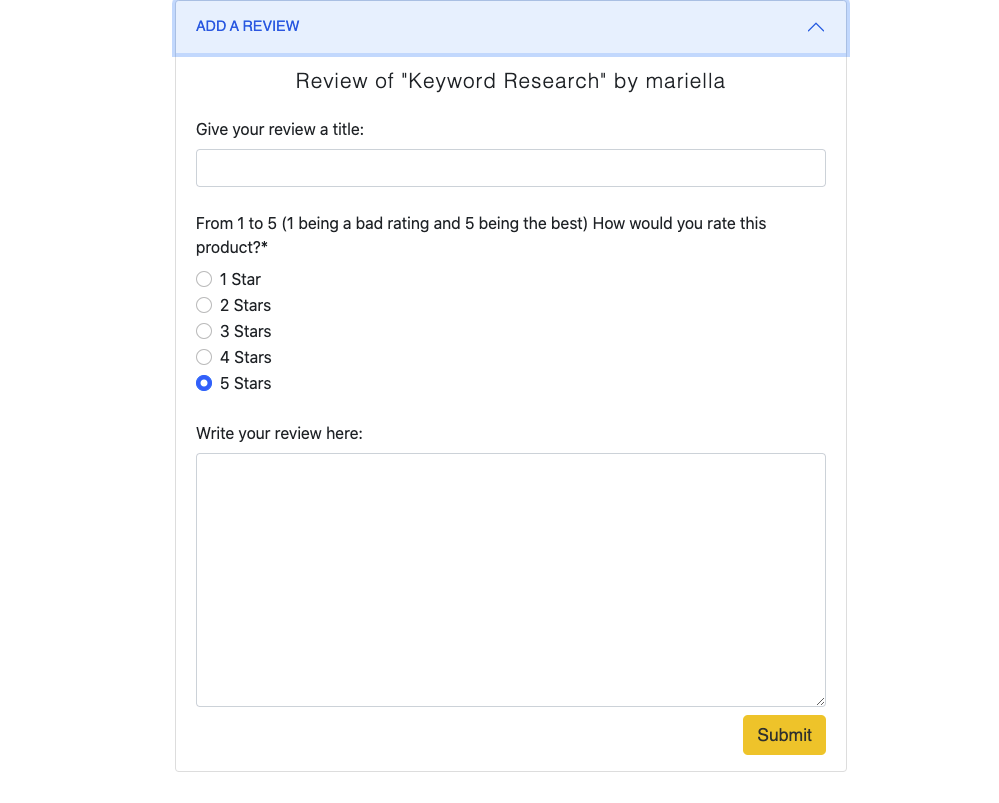 ADD A REVIEW
Review of "Keyword Research" by mariella
Give your review a title:
From 1 to 5 (1 being a bad rating and 5 being the best) How would you rate this
product?*
1 Star
2 Stars
3 Stars
4 Stars
5 Stars
Write your review here:
Submit